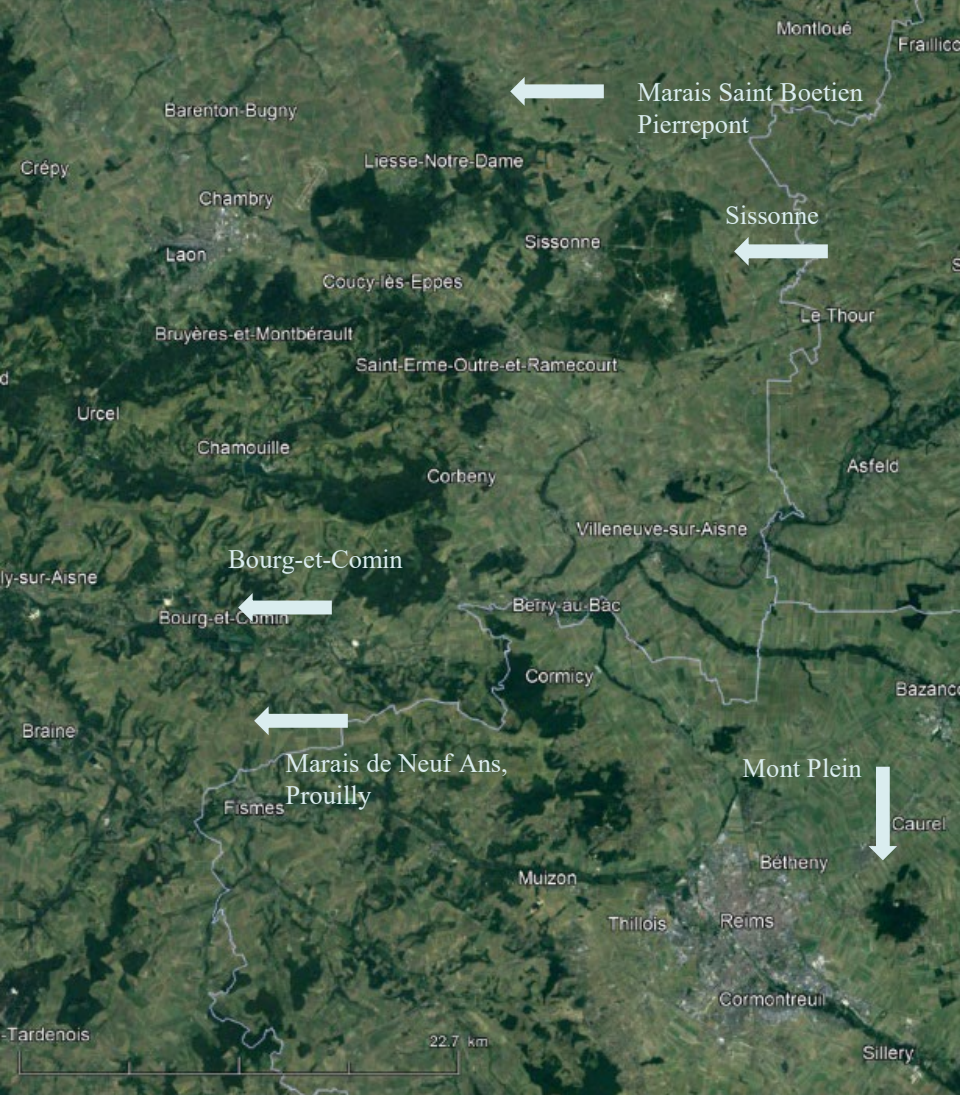 Montloué
Fraillico
Marais Saint Boetien
Pierrepont
Barenton-Bugny
Liesse-Notre-Dame
Crépy
Chambry
Sissonne
Sissonne
Laon
S
Coucy-lès-Eppes
Le Thour
Bruyères-et-Montbérault
Saint-Erme-Outre-et-Ramecourt
d
Urcel
Chamouille
Asfeld
Corbeny
Villeneuve-sur-Aisne
Bourg-et-Comin
ly-sur-Aisne
Berry-au-Bac
Bourg-et-Comin
Cormicy
Bazanco
Braine
Marais de Neuf Ans,
Prouilly
Mont Plein
Fismes
Caurel
Bétheny
Muizon
Thillois
Reims
Cormontreuil
-Tardenois
22.7 km
Sillery